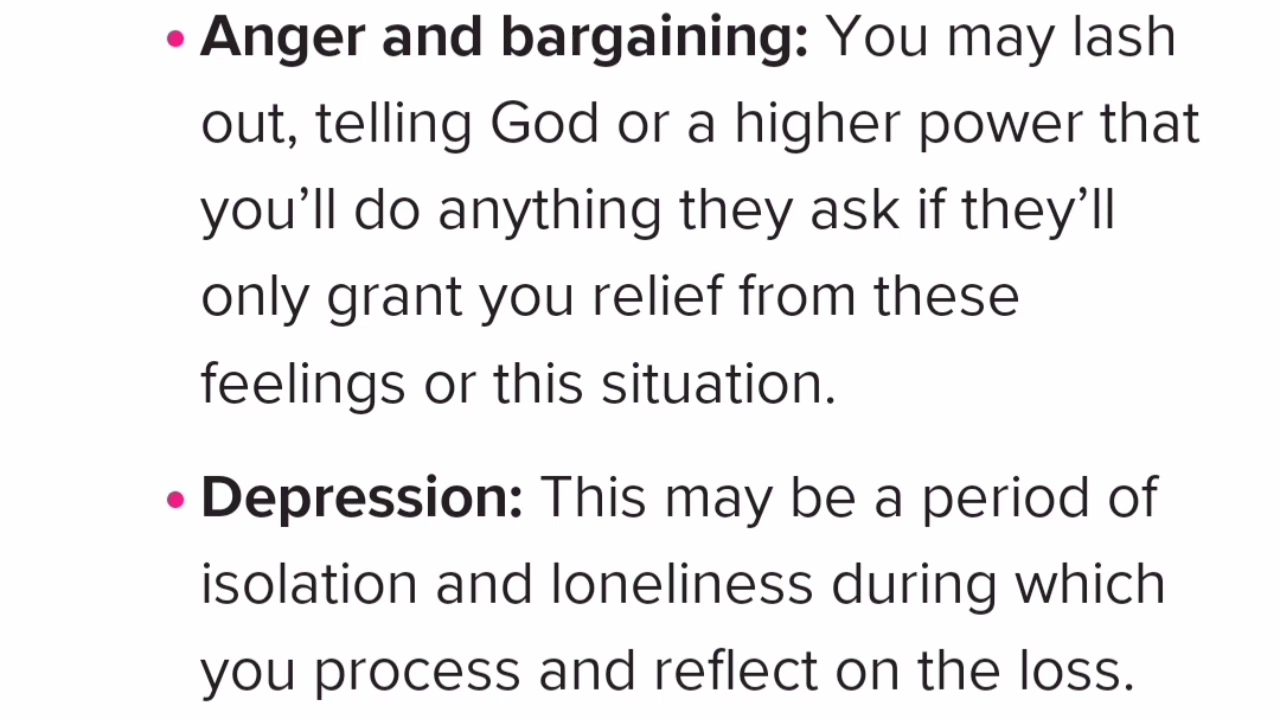 • Anger and bargaining: You may lash
out, telling God or a higher power that
you’ll do anything they ask if they’ll
only grant you relief from these
feelings or this situation.
• Depression: This may be a period of
isolation and loneliness during which
you process and reflect on the loss.